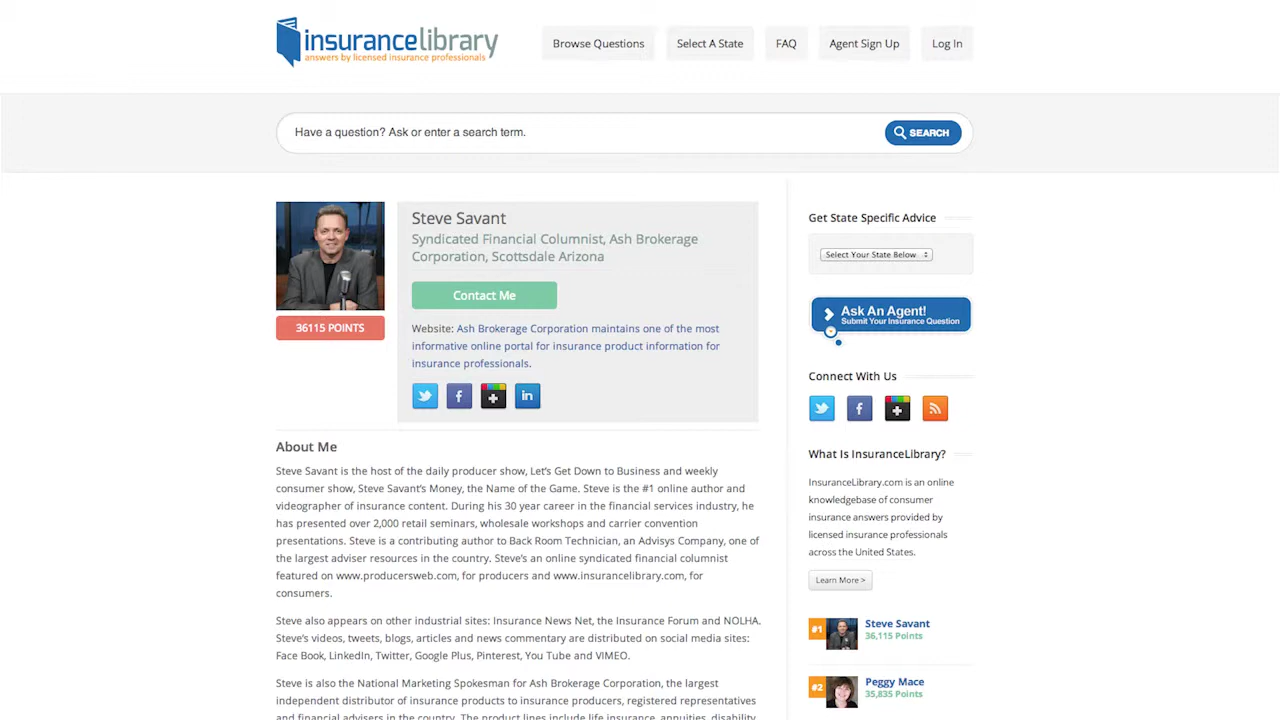 insurancelibrary
answers by licensed insurance professionals
Browse Questions
Select A State
FAQ
Agent Sign Up
Log In
Have a question? Ask or enter a search term.
SEARCH
36115 POINTS
Steve Savant
Syndicated Financial Columnist, Ash Brokerage
Corporation, Scottsdale Arizona
Contact Me
Website: Ash Brokerage Corporation maintains one of the most
informative online portal for insurance product information for
insurance professionals.
About Me
Steve Savant is the host of the daily producer show, Let's Get Down to Business and weekly
consumer show, Steve Savant's Money, the Name of the Game. Steve is the #1 online author and
videographer of insurance content. During his 30 year career in the financial services industry, he
has presented over 2,000 retail seminars, wholesale workshops and carrier convention
presentations. Steve is a contributing author to Back Room Technician, an Advisys Company, one of
the largest adviser resources in the country. Steve's an online syndicated financial columnist
featured on www.producersweb.com, for producers and www.insurancelibrary.com, for
consumers.
Steve also appears on other industrial sites: Insurance News Net, the Insurance Forum and NOLHA.
Steve's videos, tweets, blogs, articles and news commentary are distributed on social media sites:
Face Book, LinkedIn, Twitter, Google Plus, Pinterest, You Tube and VIMEO.
Steve is also the National Marketing Spokesman for Ash Brokerage Corporation, the largest
independent distributor of insurance products to insurance producers, registered representatives
and financial advisers in the country. The product lines include life insurance, annuities, disability
Get State Specific Advice
Select Your State Below
Ask An Agent!
Submit Your Insurance Question
Connect With Us
What Is InsuranceLibrary?
InsuranceLibrary.com is an online
knowledgebase of consumer
insurance answers provided by
licensed insurance professionals
across the United States.
Learn More >
#1
Steve Savant
36,115 Points
#2
Peggy Mace
35,835 Points